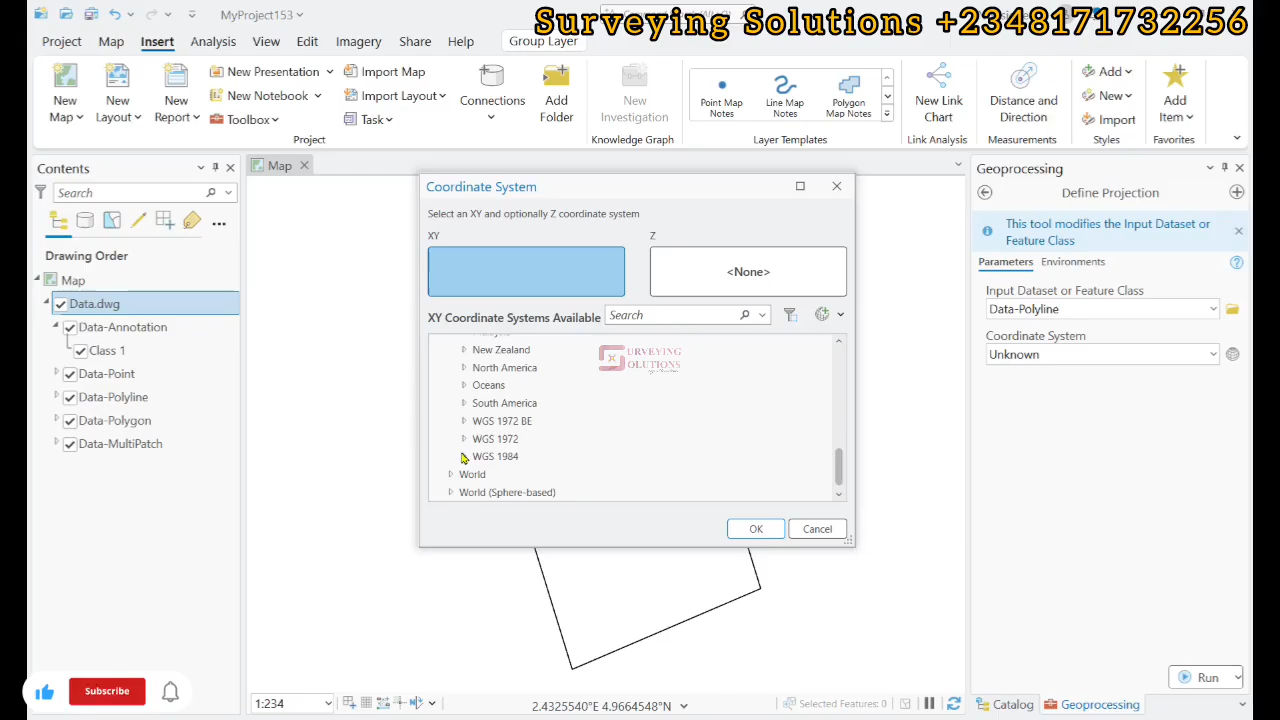 MyProject153
Surveying Solutions +2348171732256
Project Map Insert Analysis View Edit Imagery Share Help Group Layer
New Map
New Layout
New Report
New Presentation
New Notebook
Toolbox
Import Map
Import Layout
Task
Connections
Add Folder
New Investigation
Point Map Notes
Line Map Notes
Polygon Map Notes
New Link Chart
Distance and Direction
Add
New
Import
Add Item
Project
Knowledge Graph
Layer Templates
Link Analysis
Measurements
Styles
Favorites
Contents
Search
Drawing Order
Map
Data.dwg
Data-Annotation
Class 1
Data-Point
Data-Polyline
Data-Polygon
Data-MultiPatch
Map
Coordinate System
Select an XY and optionally Z coordinate system
XY
Z
<None>
XY Coordinate Systems Available
Search
SURVEYING
SOLUTIONS
New Zealand
North America
Oceans
South America
WGS 1972 BE
WGS 1972
WGS 1984
World
World (Sphere-based)
OK
Cancel
Geoprocessing
Define Projection
This tool modifies the Input Dataset or
Feature Class
Parameters Environments
Input Dataset or Feature Class
Data-Polyline
Coordinate System
Unknown
Run
Subscribe
1:234
2.4325540°E 4.9664548°N
Selected Features: 0
Catalog
Geoprocessing